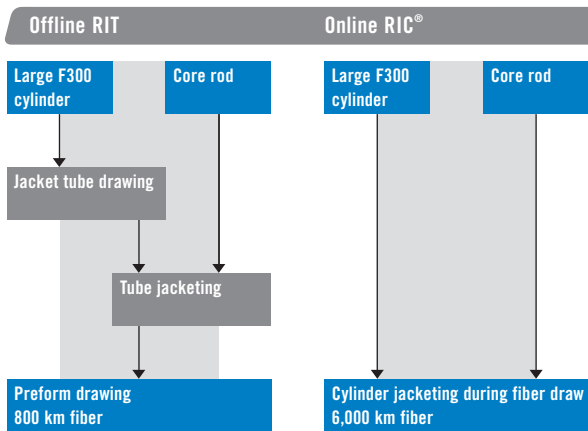 Offline RIT
Online RIC®
Large F300
cylinder
Core rod
Large F300
cylinder
Core rod
Jacket tube drawing
Tube jacketing
Preform drawing
800 km fiber
Cylinder jacketing during fiber draw
6,000 km fiber